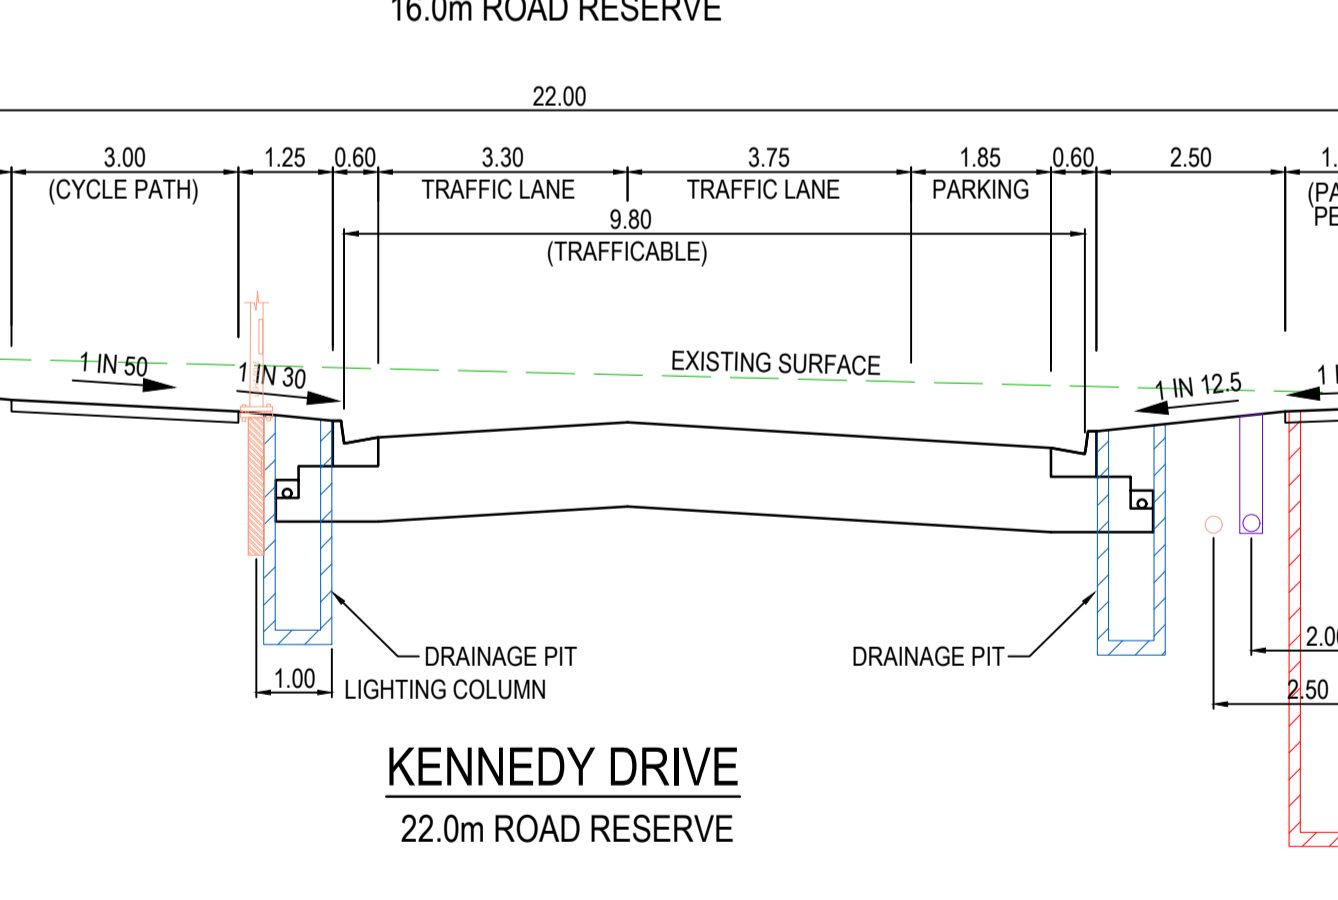 16.0m ROAD RESERVE
22.00
3.00 1.25 0.60 3.30 3.75 1.85 0.60 2.50
(CYCLE PATH) TRAFFIC LANE TRAFFIC LANE PARKING
9.80
(TRAFFICABLE)
1 IN 50
1 IN 30
EXISTING SURFACE
1 IN 12.5
DRAINAGE PIT
DRAINAGE PIT
1.00
LIGHTING COLUMN
2.50
KENNEDY DRIVE
22.0m ROAD RESERVE